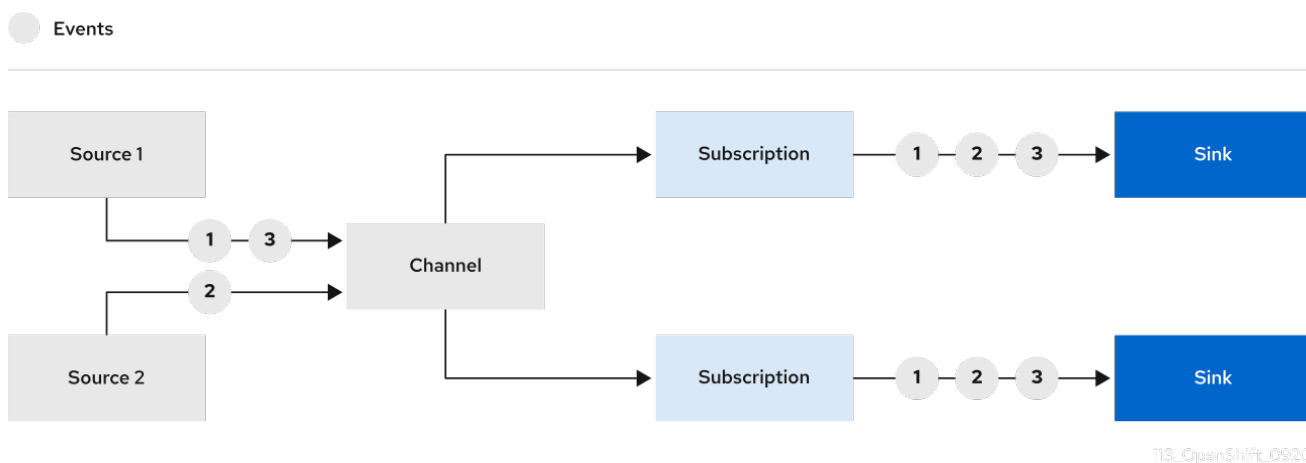 Events
Source 1
Subscription
1 2 3
Sink
1 3
Channel
2
Source 2
Subscription
1 2 3
Sink
113_OpenShift_0920